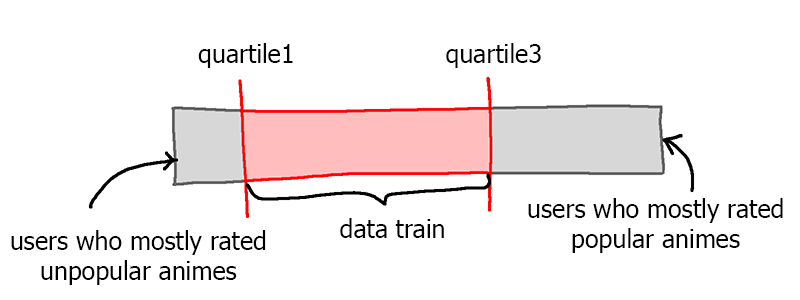 quartile1
quartile3
data train
users who mostly rated
unpopular animes
users who mostly rated
popular animes